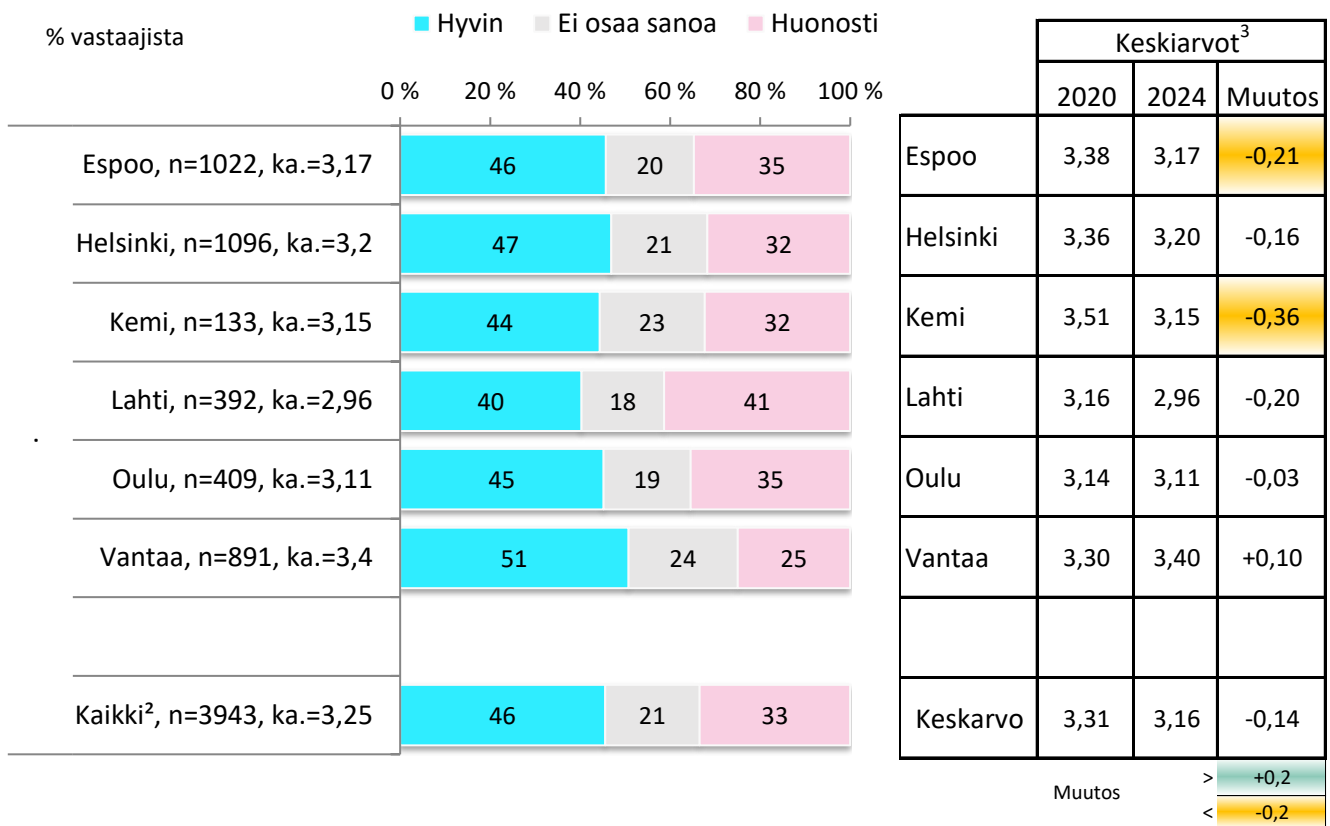 % vastaajista
Hyvin Ei osaa sanoa Huonosti
0 % 20 % 40 % 60 % 80 % 100 %
Espoo, n=1022, ka.=3,17 46 20 35
Helsinki, n=1096, ka.=3,2 47 21 32
Kemi, n=133, ka.=3,15 44 23 32
Lahti, n=392, ka.=2,96 40 18 41
.
Oulu, n=409, ka.=3,11 45 19 35
Vantaa, n=891, ka.=3,4 51 24 25
Kaikki², n=3943, ka.=3,25 46 21 33
Keskiarvot³
2020 2024 Muutos
Espoo 3,38 3,17 -0,21
Helsinki 3,36 3,20 -0,16
Kemi 3,51 3,15 -0,36
Lahti 3,16 2,96 -0,20
Oulu 3,14 3,11 -0,03
Vantaa 3,30 3,40 +0,10
Keskarvo 3,31 3,16 -0,14
Muutos
> +0,2
< -0,2